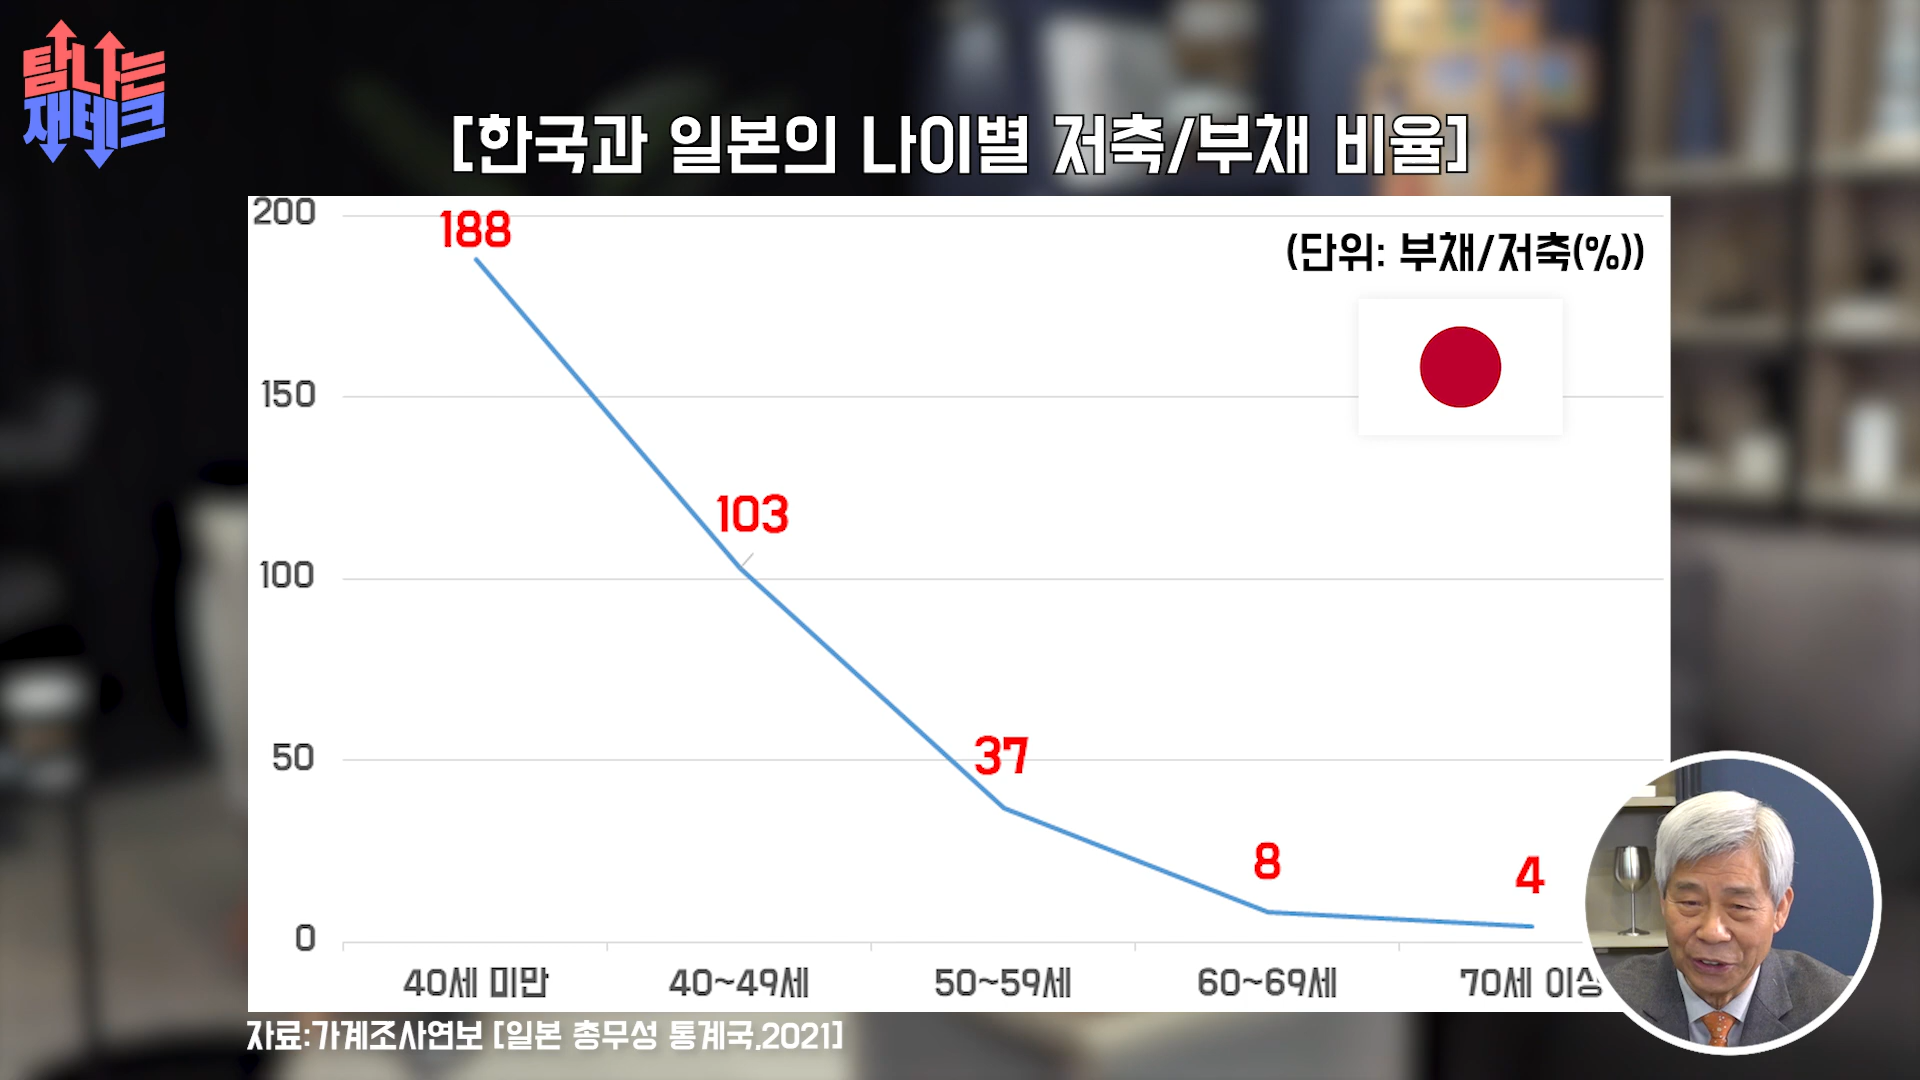 탐나는
재테크
[한국과 일본의 나이별 저축/부채 비율]
(단위: 부채/저축(%))
200
150
100
50
0
188
103
37
8
4
40세 미만
40~49세
50~59세
60~69세
70세 이상
자료:가계조사연보 [일본 총무성 통계국,2021]